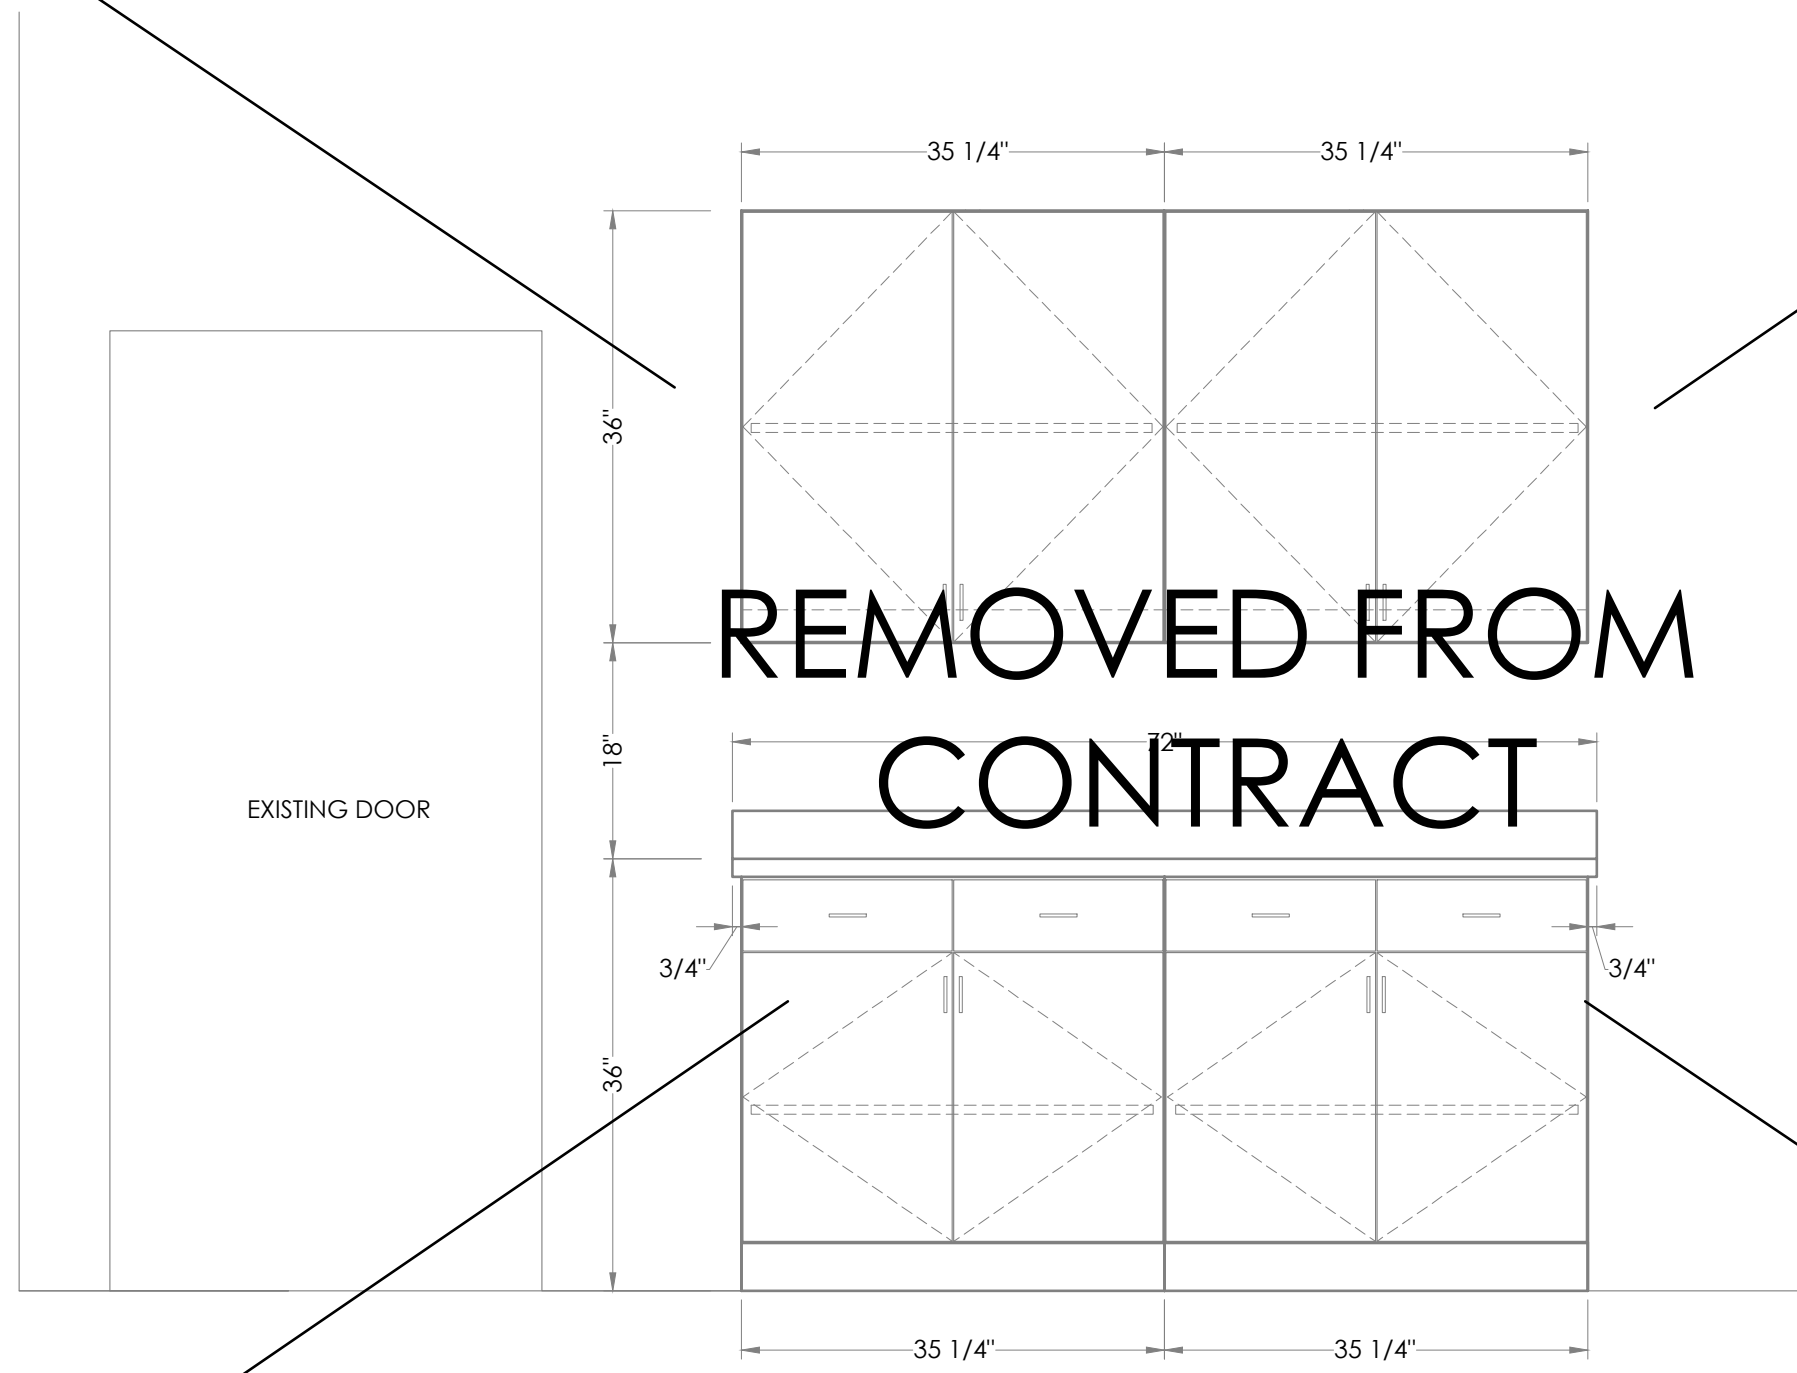 35 1/4" 35 1/4"
36"
REMOVED FROM
18"
72"
CONTRACT
EXISTING DOOR
3/4" 3/4"
36"
35 1/4" 35 1/4"